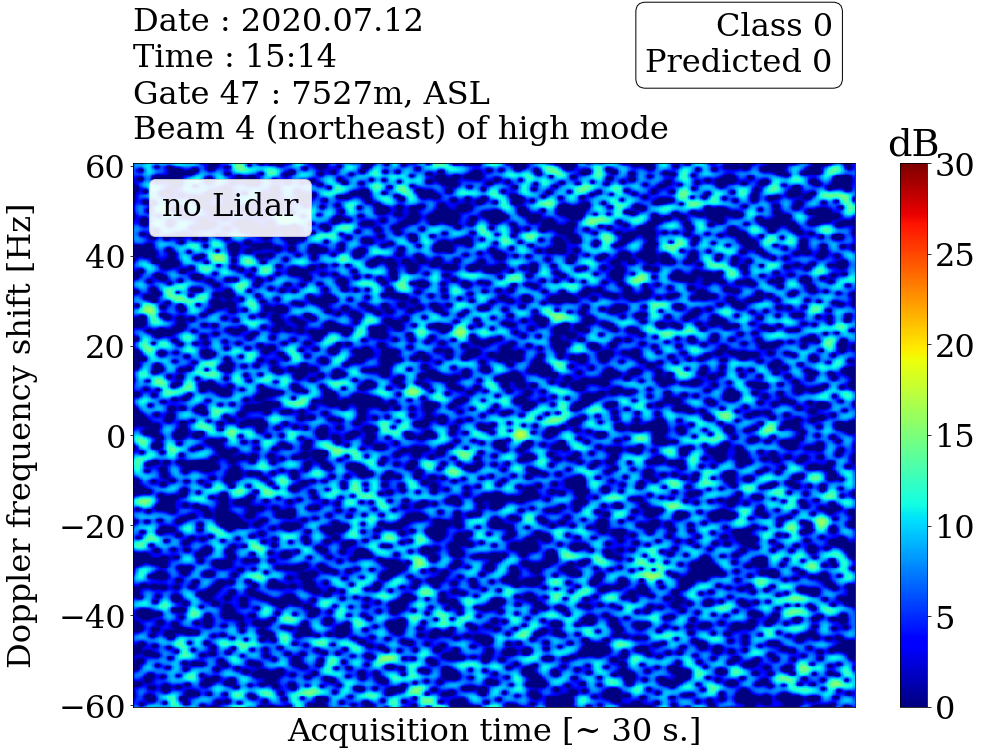 Date : 2020.07.12
Time : 15:14
Gate 47 : 7527m, ASL
Beam 4 (northeast) of high mode
Class 0
Predicted 0
dB
no Lidar
60
40
20
0
−20
−40
−60
Doppler frequency shift [Hz]
Acquisition time [~ 30 s.]
30
25
20
15
10
5
0